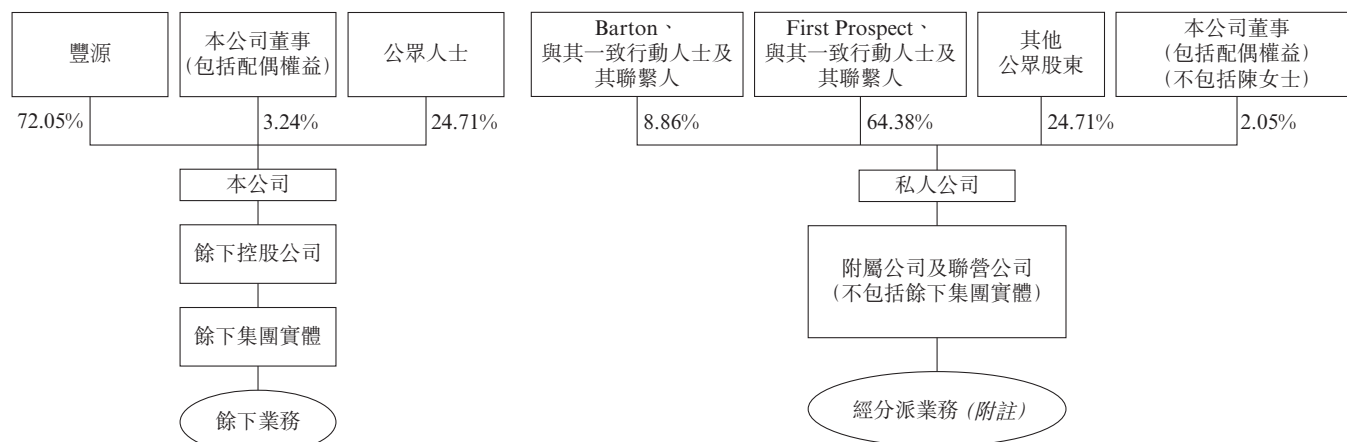 豐源
本公司董事
(包括配偶權益)
公眾人士
Barton、
與其一致行動人士及
其聯繫人
First Prospect、
與其一致行動人士及
其聯繫人
其他
公眾股東
本公司董事
(包括配偶權益)
(不包括陳女士)
72.05%
3.24%
24.71%
8.86%
64.38%
24.71%
2.05%
本公司
私人公司
餘下控股公司
附屬公司及聯營公司
(不包括餘下集團實體)
餘下集團實體
餘下業務
經分派業務 (附註)